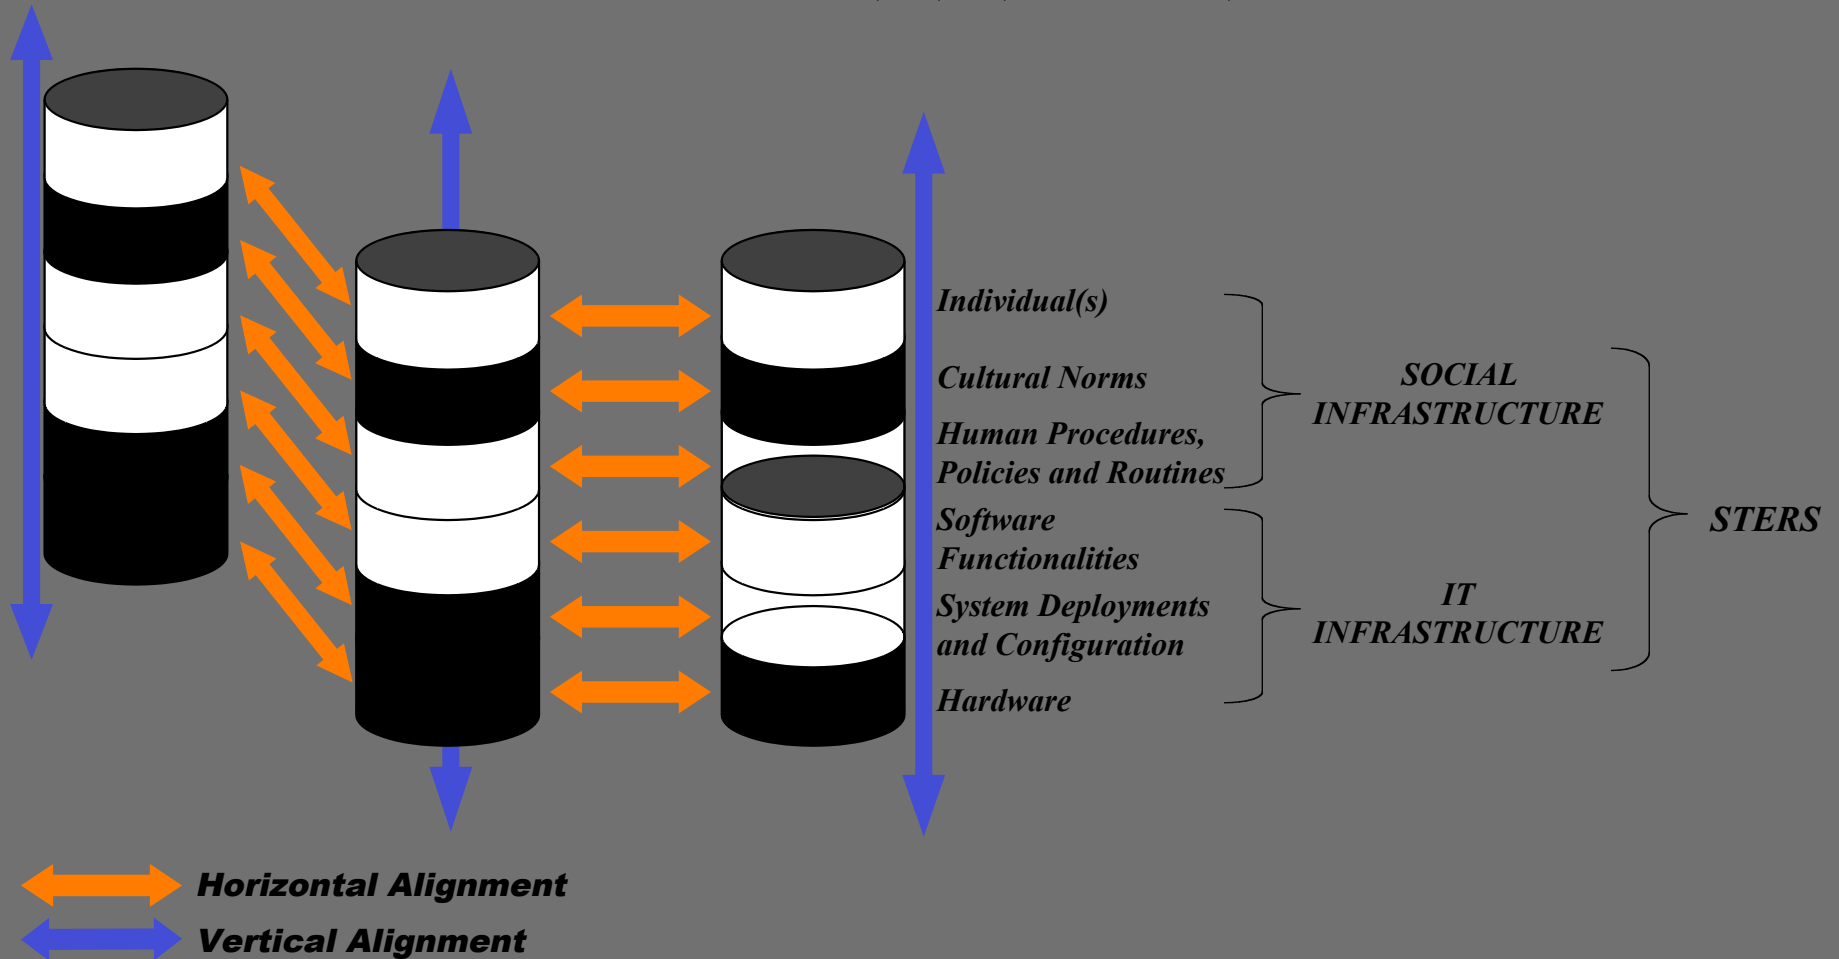 Individual(s)
Cultural Norms
Human Procedures,
Policies and Routines
Software
Functionalities
System Deployments
and Configuration
Hardware
SOCIAL
INFRASTRUCTURE
IT
INFRASTRUCTURE
STERS
Horizontal Alignment
Vertical Alignment